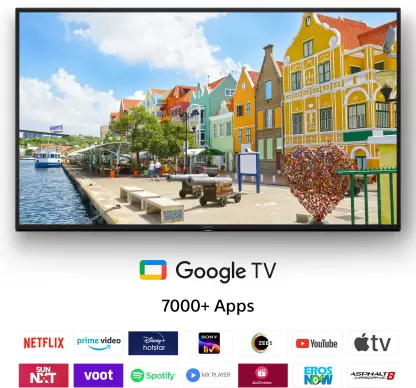 Google TV
7000+ Apps
NETFLIX
prime video
Disney+
hotstar
SONY
liv
ZEE5
YouTube
tv
SUN
NXT
voot
Spotify
MX PLAYER
JioCinema
EROS
NOW
ASPHALT 8
AIRBORNE